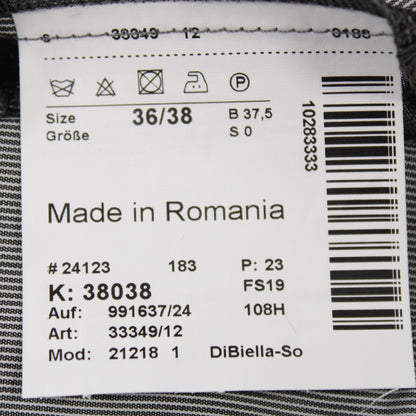 s 38049 12 0188
P
Size 36/38 B 37,5
Größe S 0
10283333
Made in Romania
# 24123 183 P: 23
K: 38038 FS19
Auf: 991637/24 108H
Art: 33349/12
Mod: 21218 1 DiBiella-So